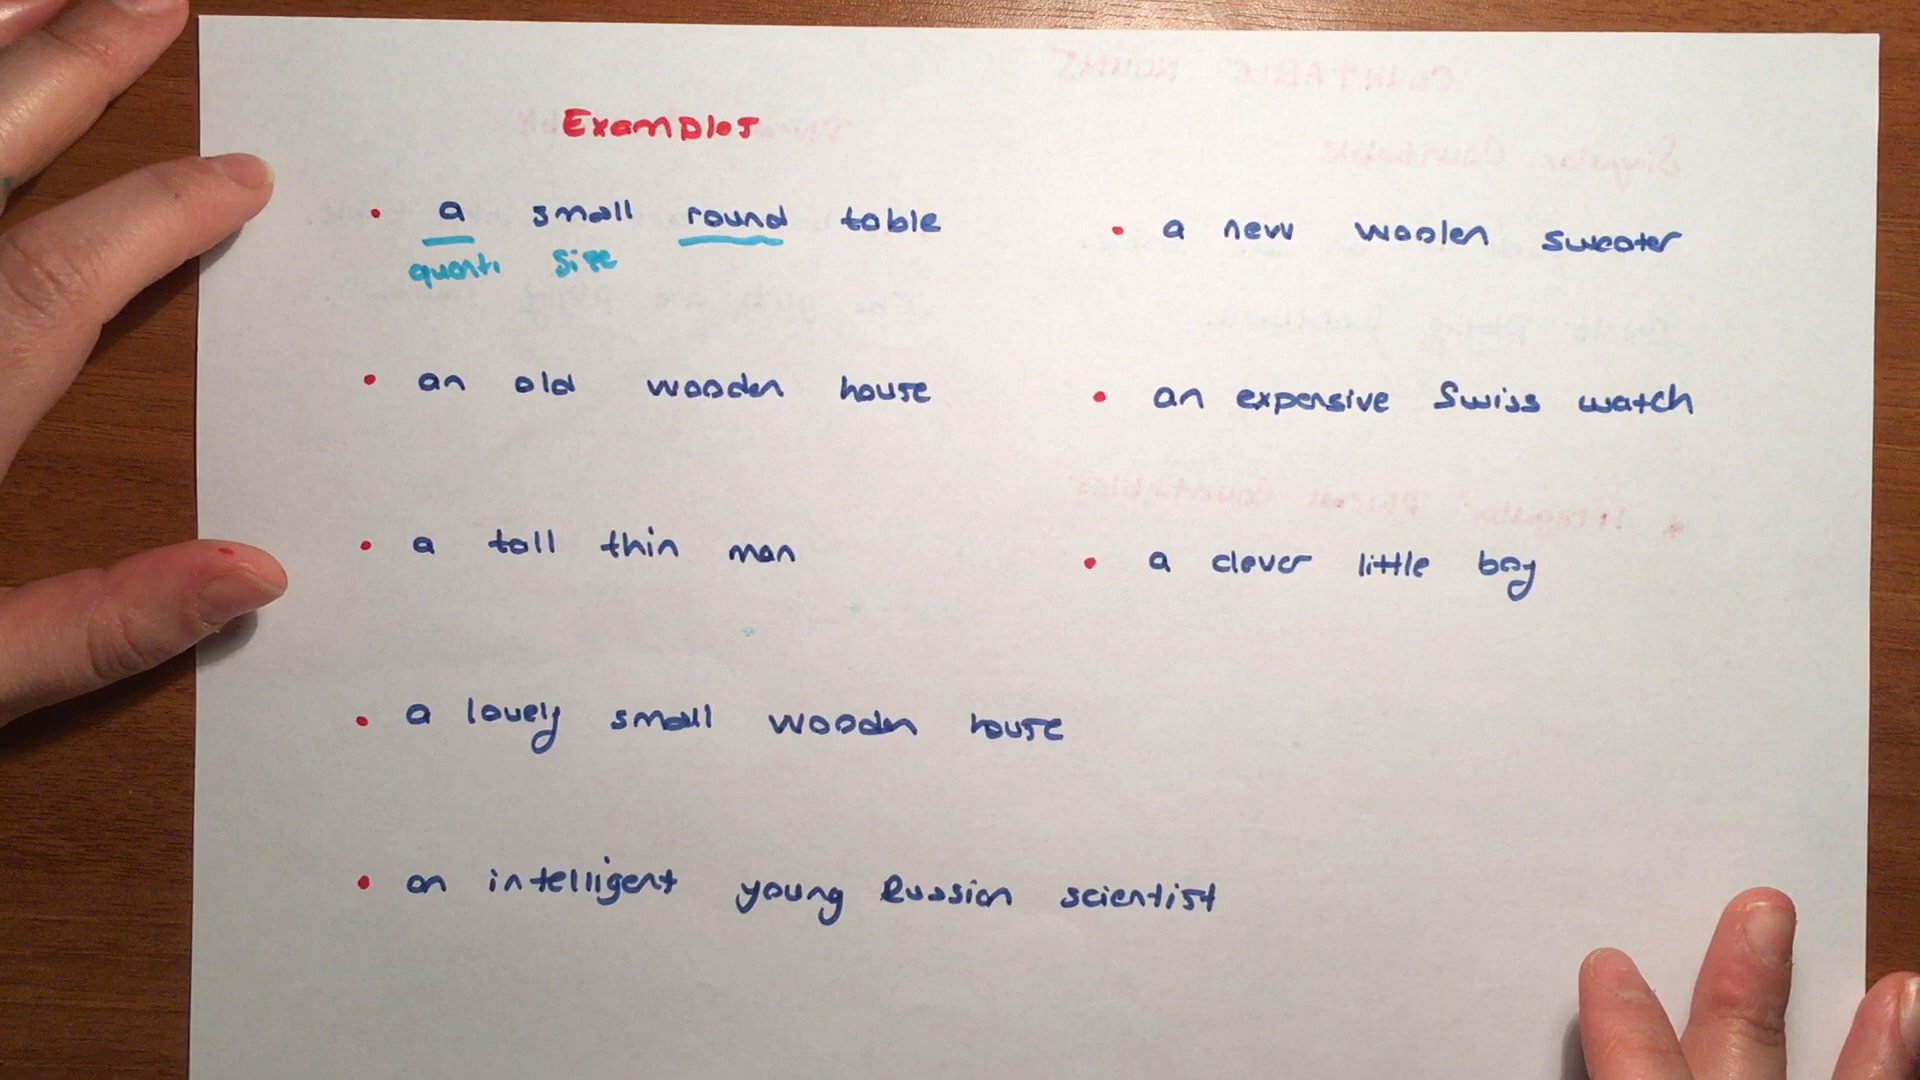 Examples
• a small round table
quanti size
• an old wooden house
• a tall thin man
• a lovely small wooden house
• an intelligent young Russian scientist
• a new woolen sweater
• an expensive Swiss watch
• a clever little boy